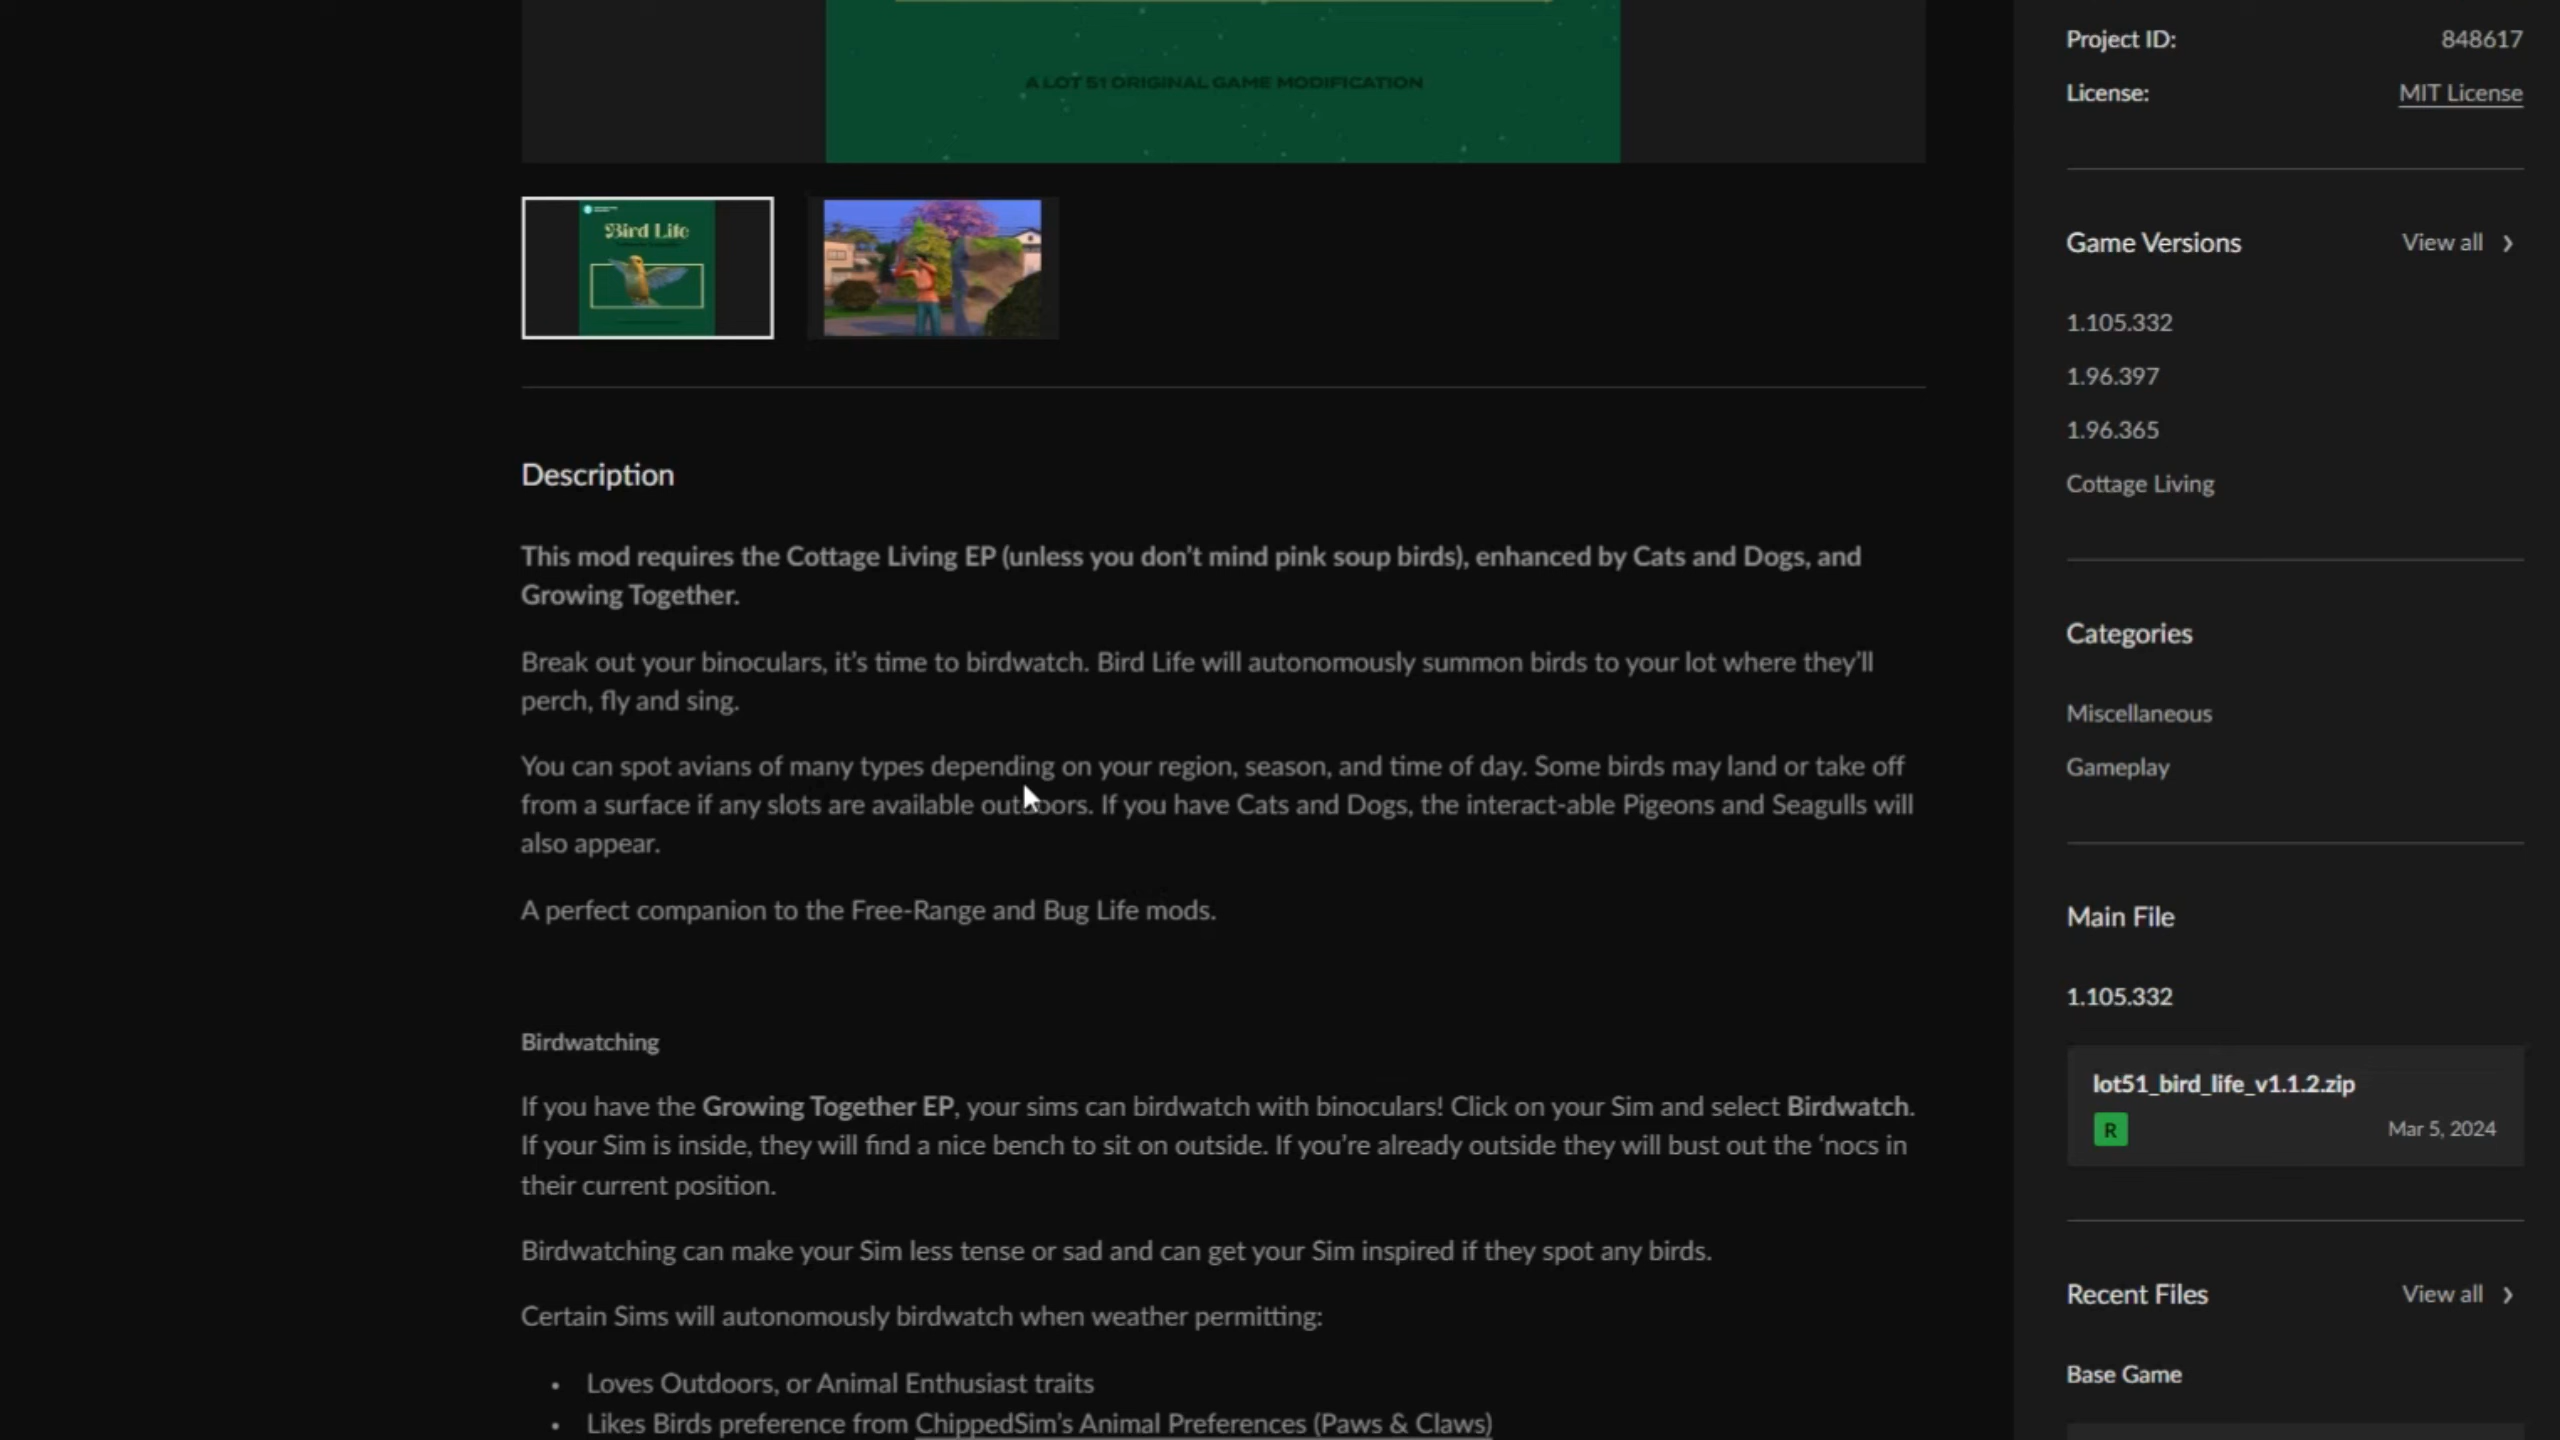 A LOT 51 ORIGINAL GAME MODIFICATION
Bird Life
Description
This mod requires the Cottage Living EP (unless you don't mind pink soup birds), enhanced by Cats and Dogs, and
Growing Together.
Break out your binoculars, it's time to birdwatch. Bird Life will autonomously summon birds to your lot where they'll
perch, fly and sing.
You can spot avians of many types depending on your region, season, and time of day. Some birds may land or take off
from a surface if any slots are available outdoors. If you have Cats and Dogs, the interact-able Pigeons and Seagulls will
also appear.
A perfect companion to the Free-Range and Bug Life mods.
Birdwatching
If you have the Growing Together EP, your sims can birdwatch with binoculars! Click on your Sim and select Birdwatch.
If your Sim is inside, they will find a nice bench to sit on outside. If you're already outside they will bust out the ‘nocs in
their current position.
Birdwatching can make your Sim less tense or sad and can get your Sim inspired if they spot any birds.
Certain Sims will autonomously birdwatch when weather permitting:
• Loves Outdoors, or Animal Enthusiast traits
• Likes Birds preference from ChippedSim's Animal Preferences (Paws & Claws)
Project ID: 848617
License: MIT License
Game Versions View all
1.105.332
1.96.397
1.96.365
Cottage Living
Categories
Miscellaneous
Gameplay
Main File
1.105.332
lot51_bird_life_v1.1.2.zip
R Mar 5, 2024
Recent Files View all
Base Game